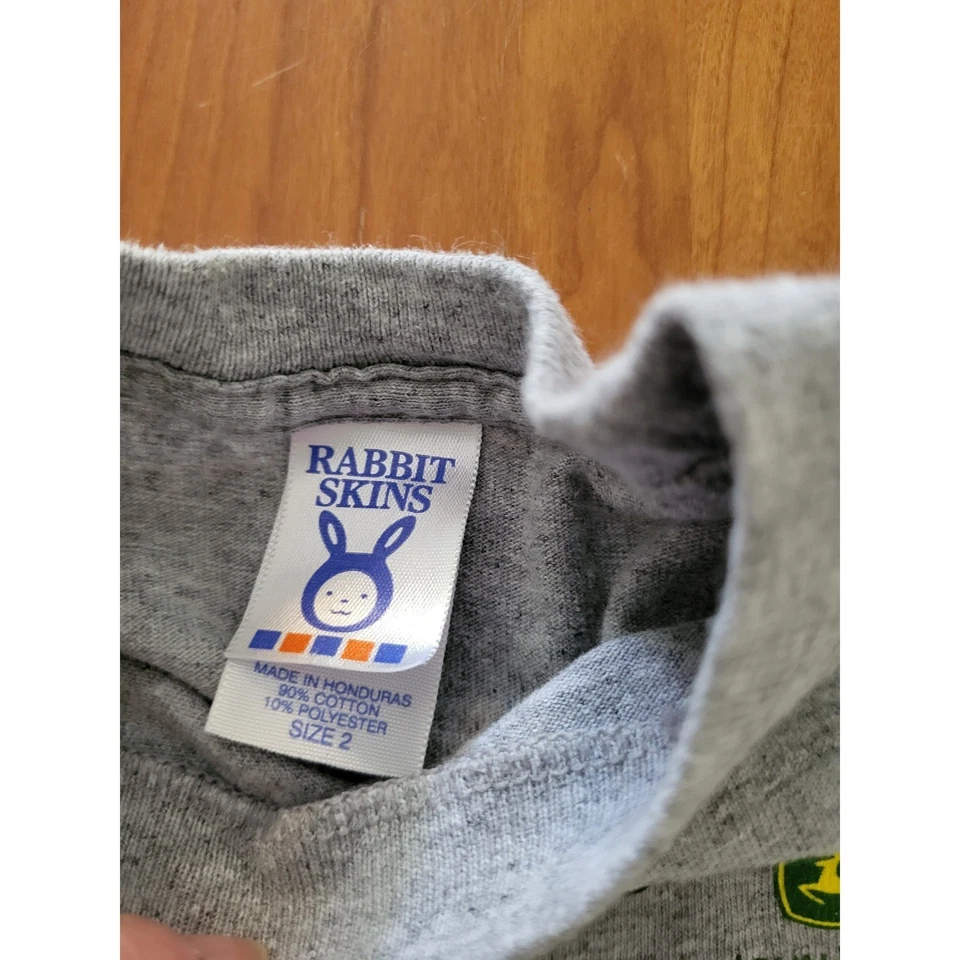 RABBIT
SKINS
MADE IN HONDURAS
90% COTTON
10% POLYESTER
SIZE 2